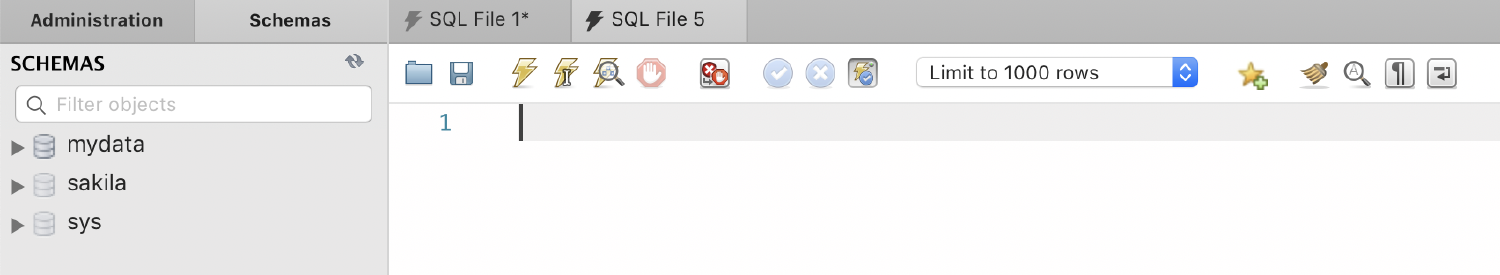 Administration
Schemas
SQL File 1*
SQL File 5
SCHEMAS
Filter objects
mydata
sakila
sys
Limit to 1000 rows
1